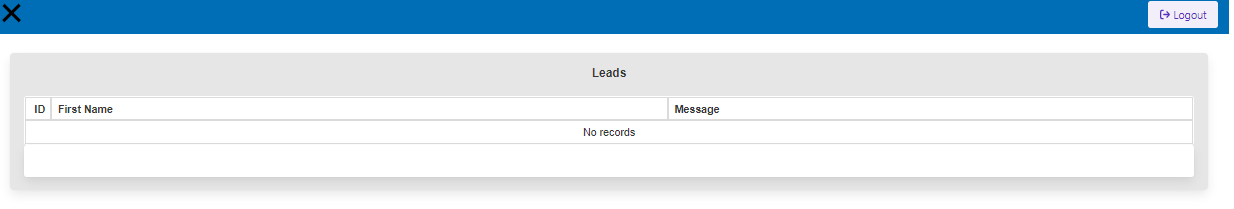 Logout
Leads
ID First Name Message
No records